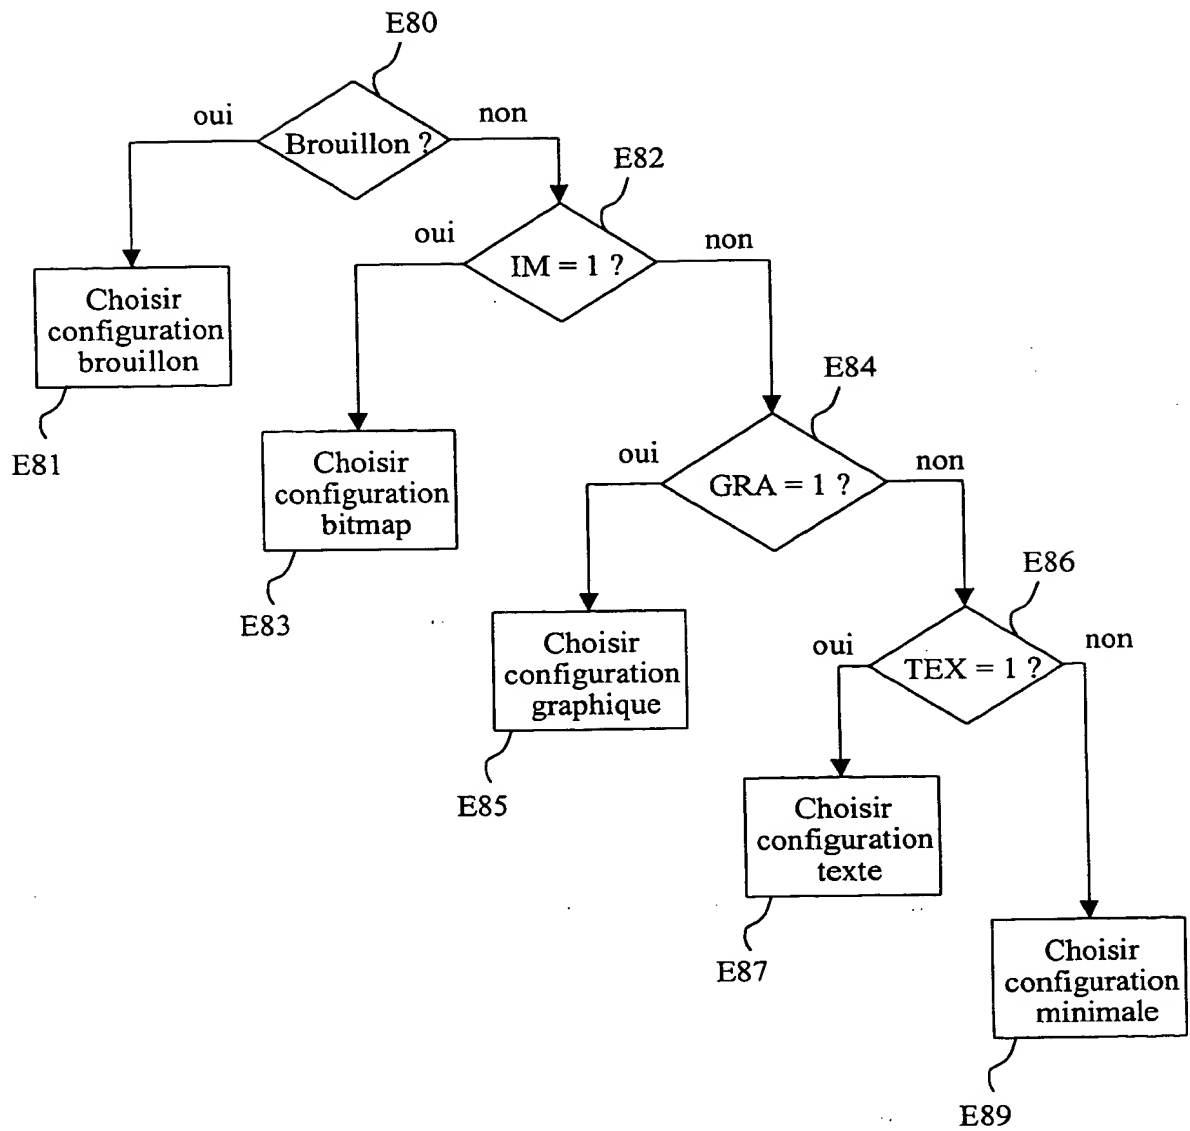 E80
oui
non
Brouillon ?
E82
oui
non
IM = 1 ?
Choisir
configuration
brouillon
E81
E84
oui
non
GRA = 1 ?
Choisir
configuration
bitmap
E83
E86
oui
non
TEX = 1 ?
Choisir
configuration
graphique
E85
Choisir
configuration
texte
E87
Choisir
configuration
minimale
E89